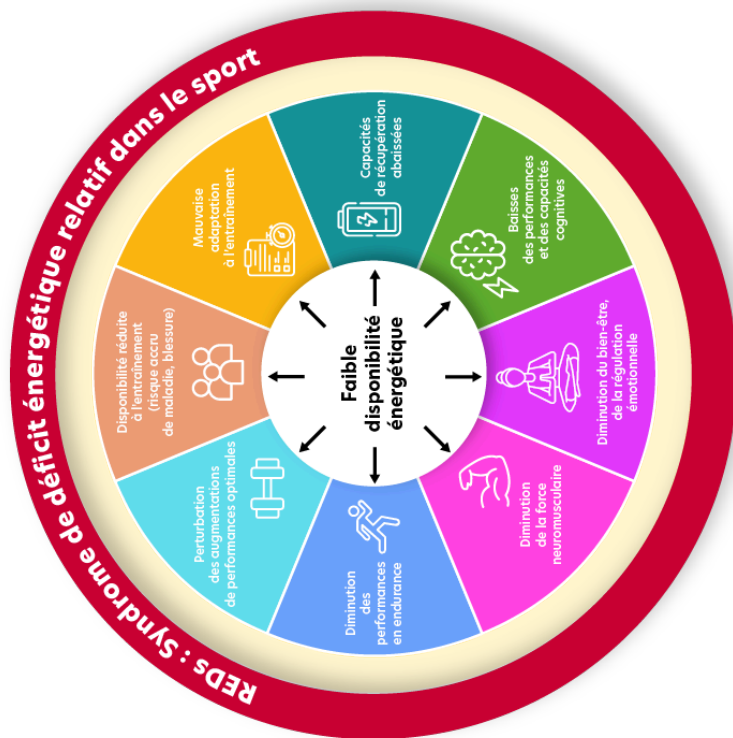 REDs : Syndrome de déficit énergétique relatif dans le sport
Faible
disponibilité
énergétique
Diminution du bien-être,
de la régulation
émotionnelle
Diminution
de la force
neuromusculaire
Diminution
des
performances
en endurance
Perturbation
des augmentations
de performances optimales
Disponibilité réduite
à l'entraînement
(risque accru
de maladie, blessure)
Mauvaise
adaptation
à l'entraînement
Capacités
de récupération
abaissées
Baisses
des performances
et des capacités
cognitives